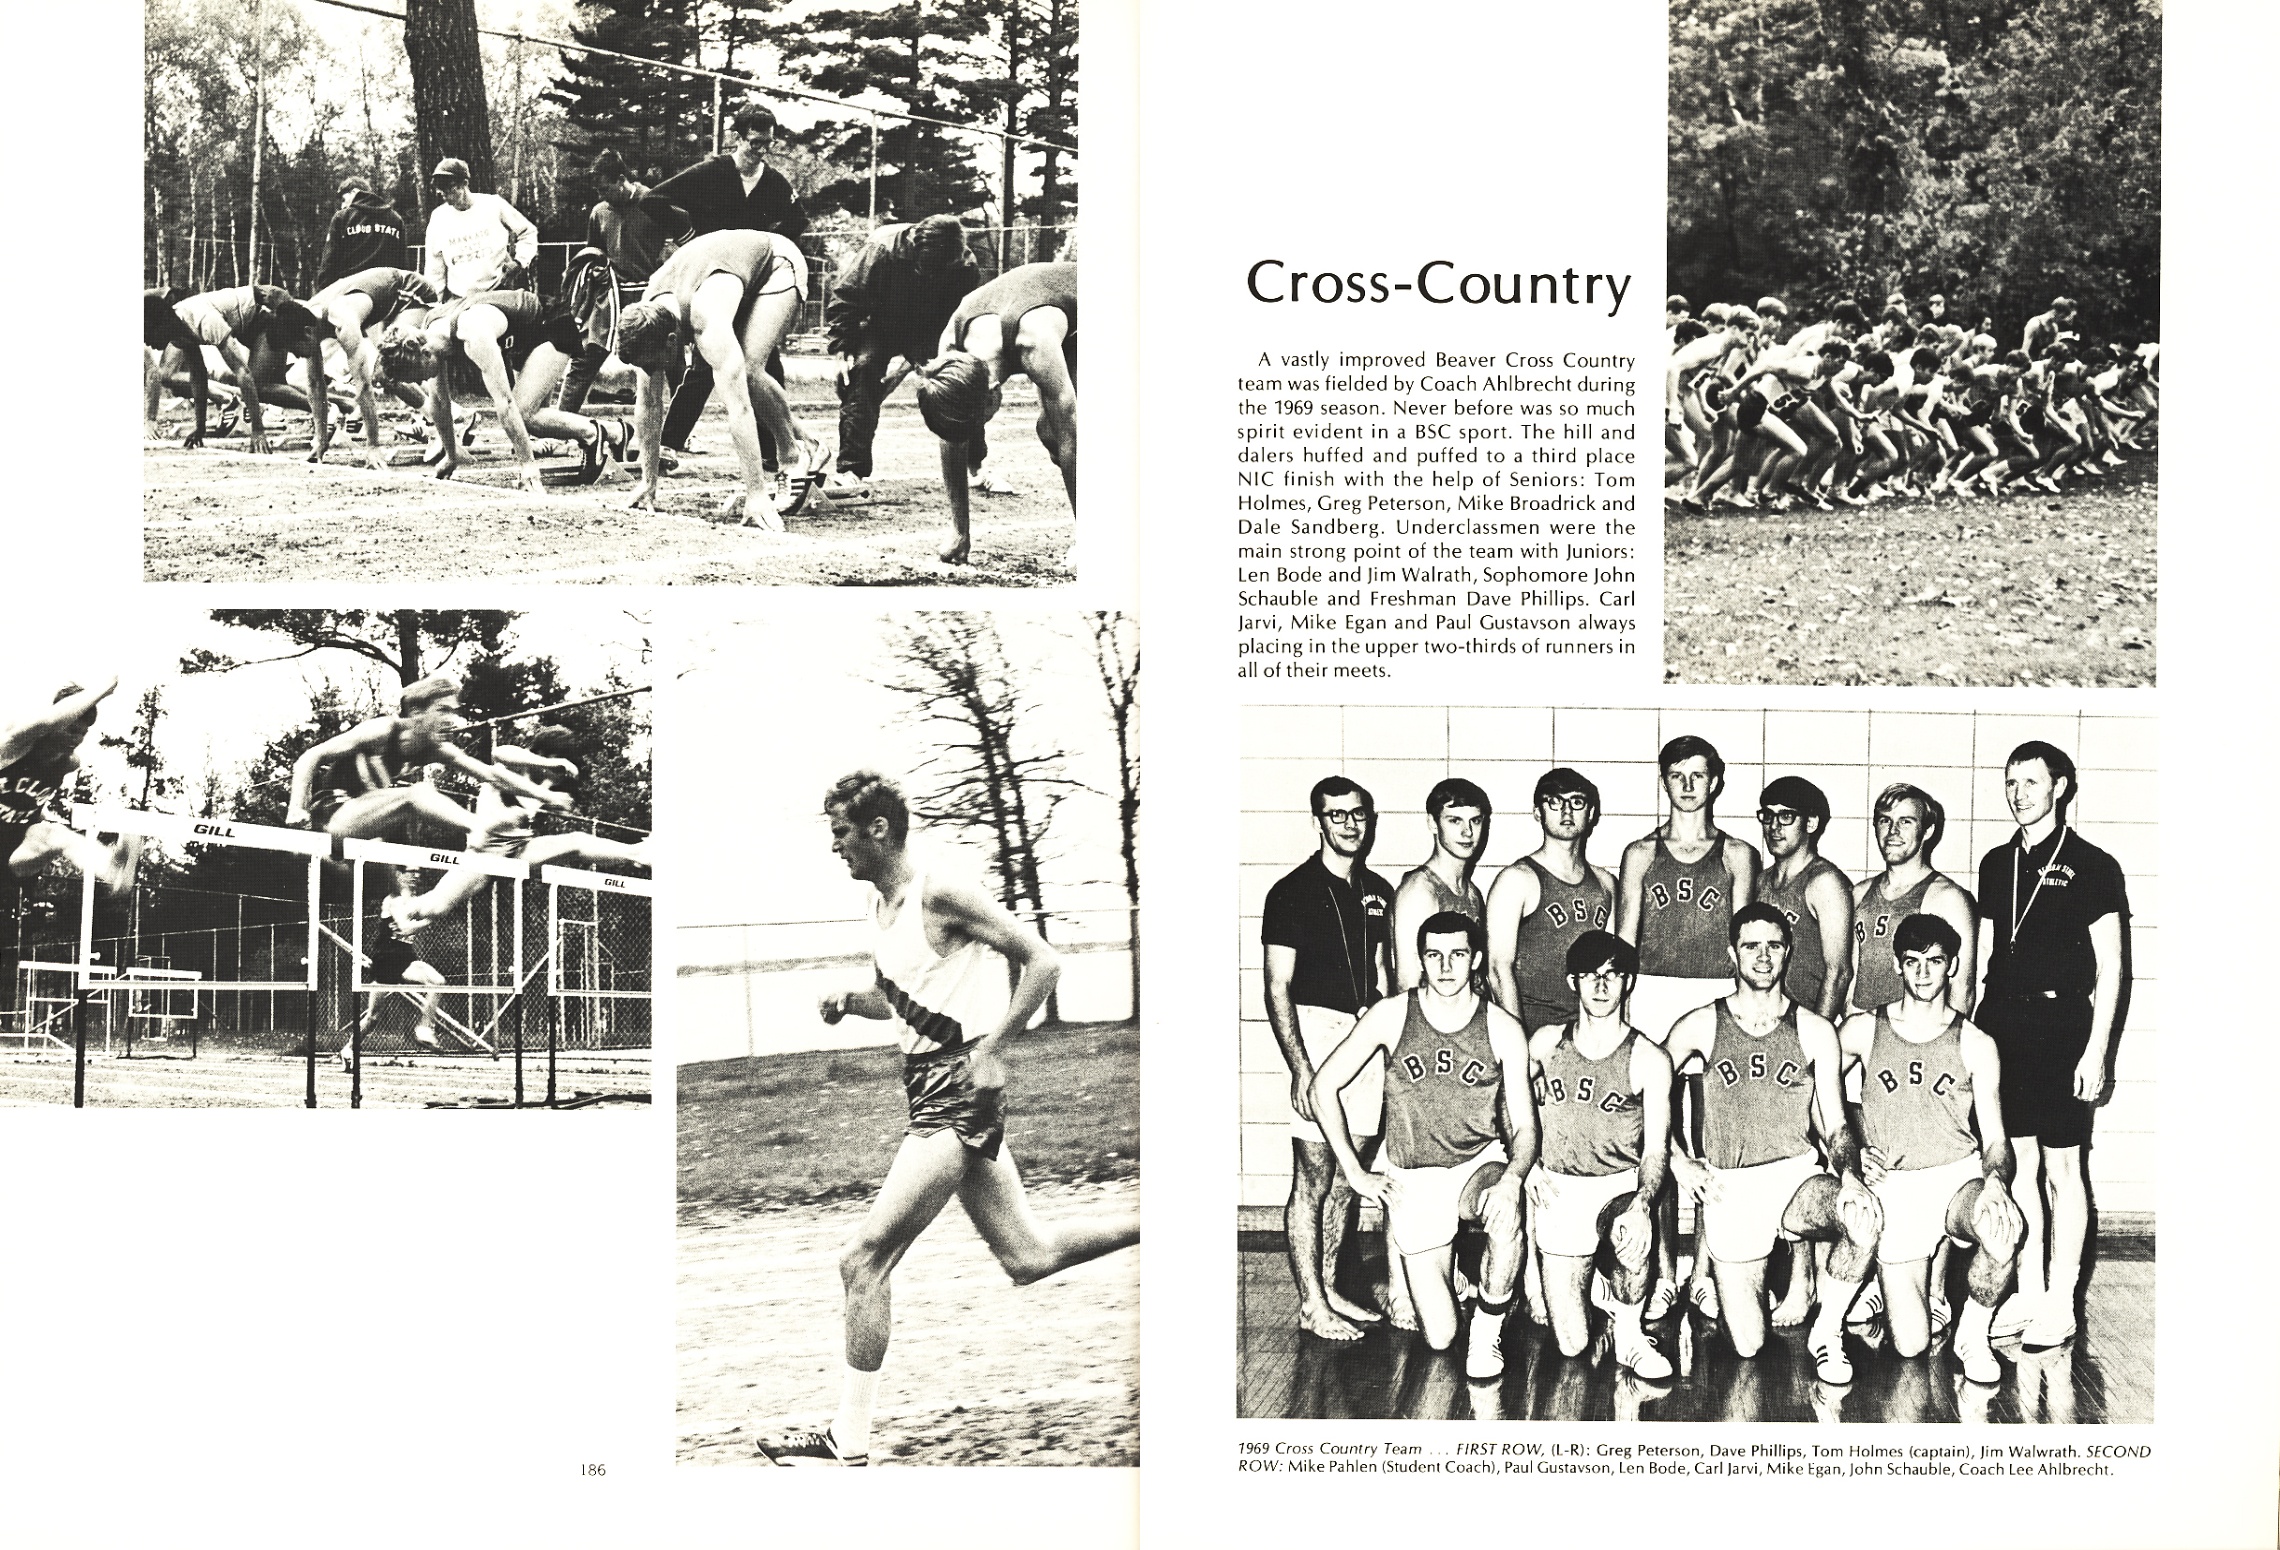 CLOUD STATE
MANKATO
GILL
GILL
GILL
CLOU
STATE
186
Cross-Country
A vastly improved Beaver Cross Country
team was fielded by Coach Ahlbrecht during
the 1969 season. Never before was so much
spirit evident in a BSC sport. The hill and
dalers huffed and puffed to a third place
NIC finish with the help of Seniors: Tom
Holmes, Greg Peterson, Mike Broadrick and
Dale Sandberg. Underclassmen were the
main strong point of the team with Juniors:
Len Bode and Jim Walrath, Sophomore John
Schauble and Freshman Dave Phillips. Carl
Jarvi, Mike Egan and Paul Gustavson always
placing in the upper two-thirds of runners in
all of their meets.
BSC
BSC
BS
BSC
BSC
BSC
BSC
1969 Cross Country Team . . . FIRST ROW, (L-R): Greg Peterson, Dave Phillips, Tom Holmes (captain), Jim Walwrath. SECOND
ROW: Mike Pahlen (Student Coach), Paul Gustavson, Len Bode, Carl Jarvi, Mike Egan, John Schauble, Coach Lee Ahlbrecht.